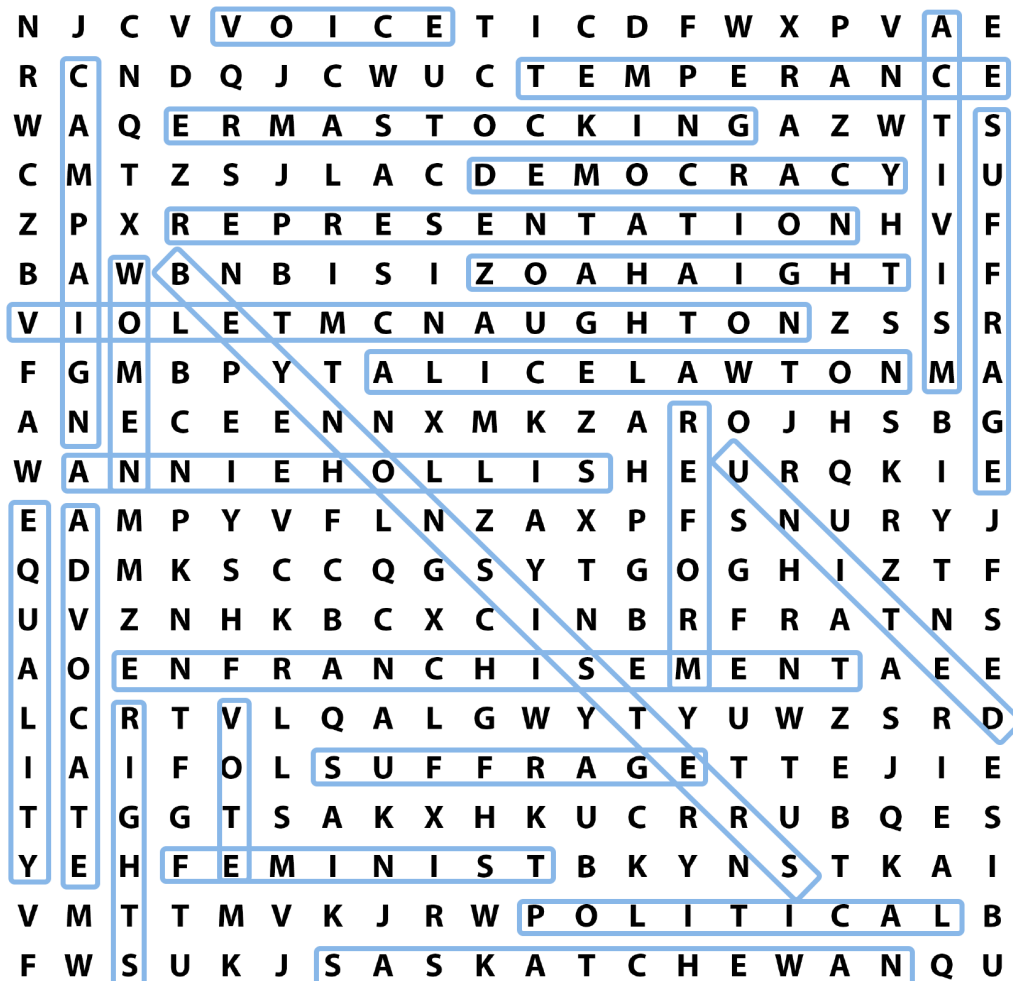 N J C V V O I C E T I C D F W X P V A E
R C N D Q J C W U C T E M P E R A N C E
W A Q E R M A S T O C K I N G A Z W T S
C M T Z S J L A C D E M O C R A C Y I U
Z P X R E P R E S E N T A T I O N H V F
B A W B N B I S I Z O A H A I G H T I F
V I O L E T M C N A U G H T O N Z S S R
F G M B P Y T A L I C E L A W T O N M A
A N E C E E N N X M K Z A R O J H S B G
W A N N I E H O L L I S H E U R Q K I E
E A M P Y V F L N Z A X P F S N U R Y J
Q D M K S C C Q G S Y T G O G H I Z T F
U V Z N H K B C X C I N B R F R A T N S
A O E N F R A N C H I S E M E N T A E E
L C R T V L Q A L G W Y T Y U W Z S R D
I A I F O L S U F F R A G E T T E J I E
T T G G T S A K X H K U C R R U B Q E S
Y E H F E M I N I S T B K Y N S T K A I
V M T T M V K J R W P O L I T I C A L B
F W S U K J S A S K A T C H E W A N Q U